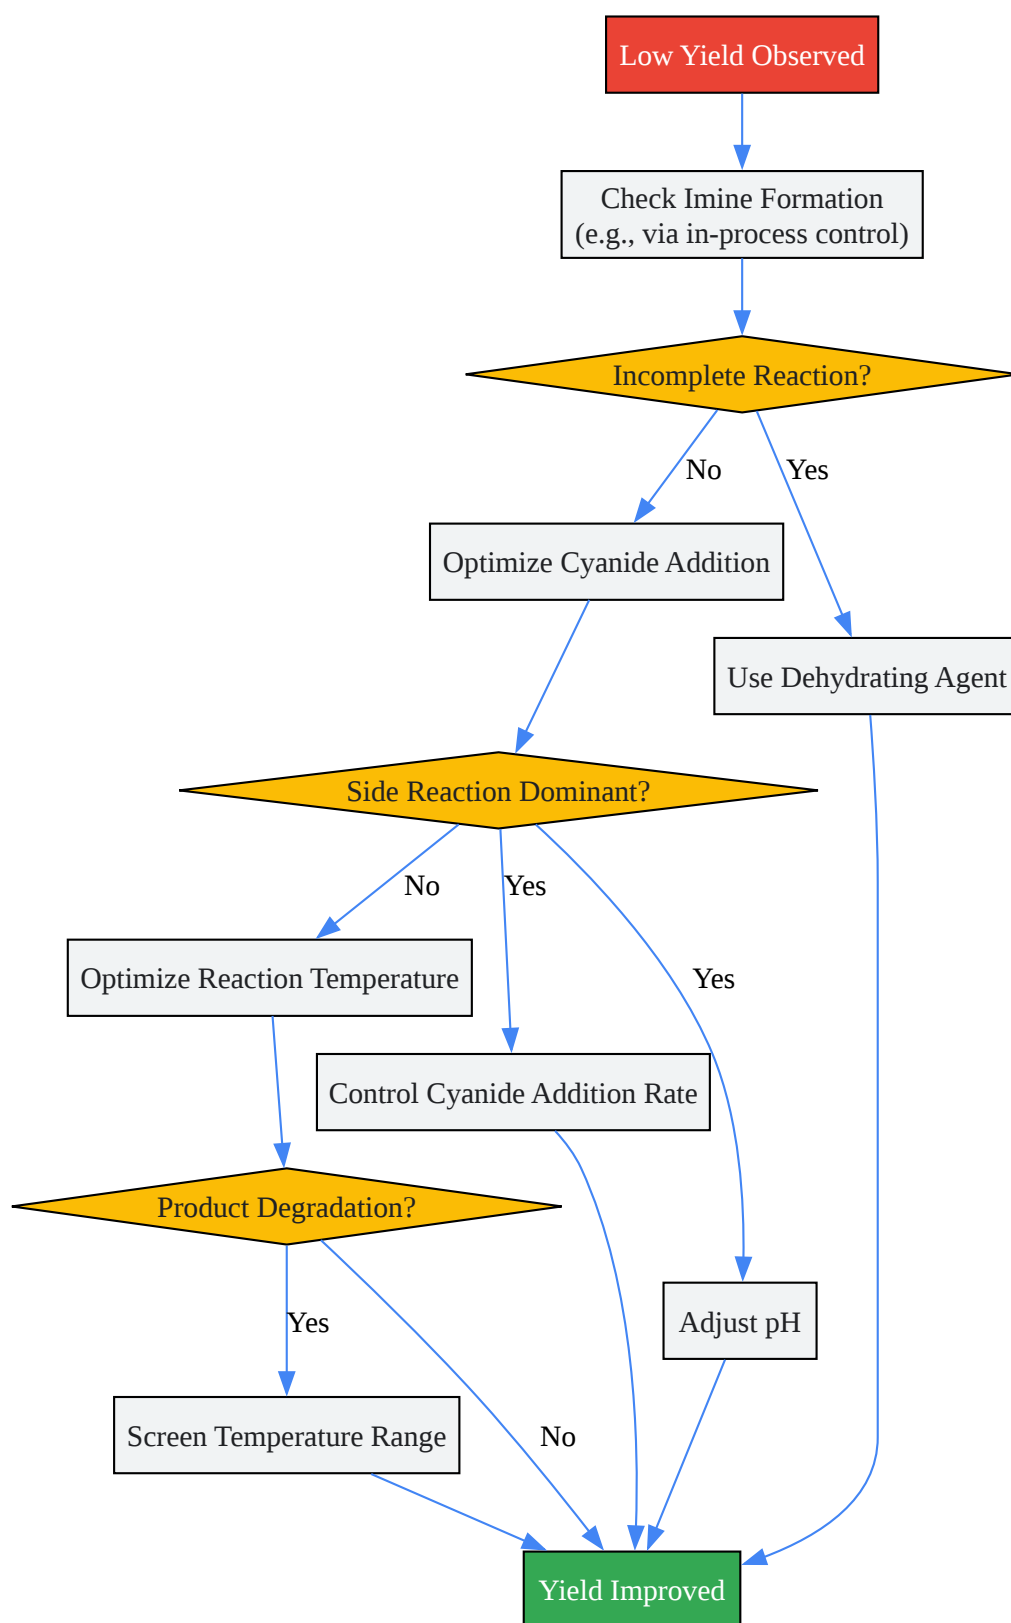 Low Yield Observed
Check Imine Formation
(e.g., via in-process control)
Incomplete Reaction?
No
Yes
Optimize Cyanide Addition
Use Dehydrating Agent
Side Reaction Dominant?
No
Yes
Optimize Reaction Temperature
Yes
Control Cyanide Addition Rate
Product Degradation?
Yes
Adjust pH
Screen Temperature Range
No
Yield Improved